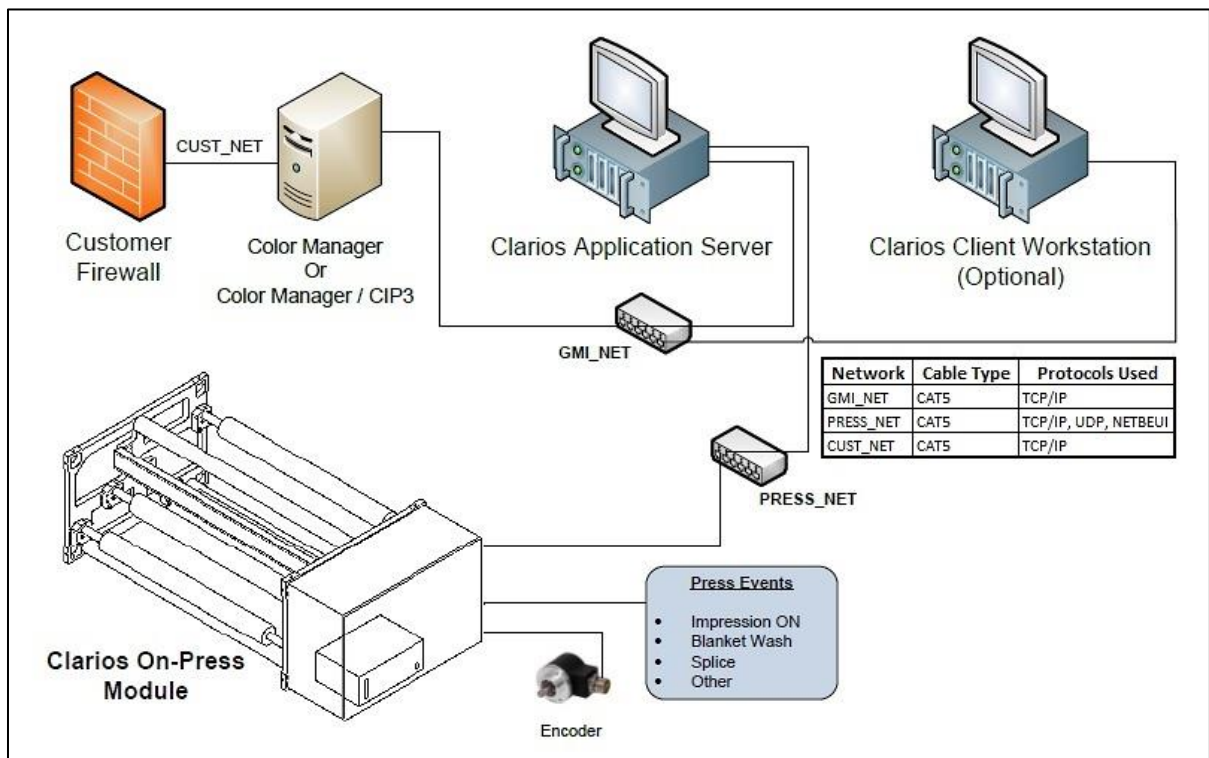 CUST_NET
Customer
Firewall
Color Manager
Or
Color Manager / CIP3
Clarios Application Server
Clarios Client Workstation
(Optional)
GMI_NET
Network Cable Type Protocols Used
GMI_NET CAT5 TCP/IP
PRESS_NET CAT5 TCP/IP, UDP, NETBEUI
CUST_NET CAT5 TCP/IP
PRESS_NET
Clarios On-Press
Module
Press Events
• Impression ON
• Blanket Wash
• Splice
• Other
Encoder